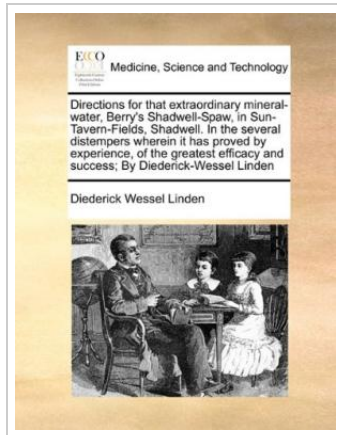 ECCO
Medicine, Science and Technology
Directions for that extraordinary mineral-
water, Berry's Shadwell-Spaw, in Sun-
Tavern-Fields, Shadwell. In the several
distempers wherein it has proved by
experience, of the greatest efficacy and
success; By Diederick-Wessel Linden
Diederick Wessel Linden